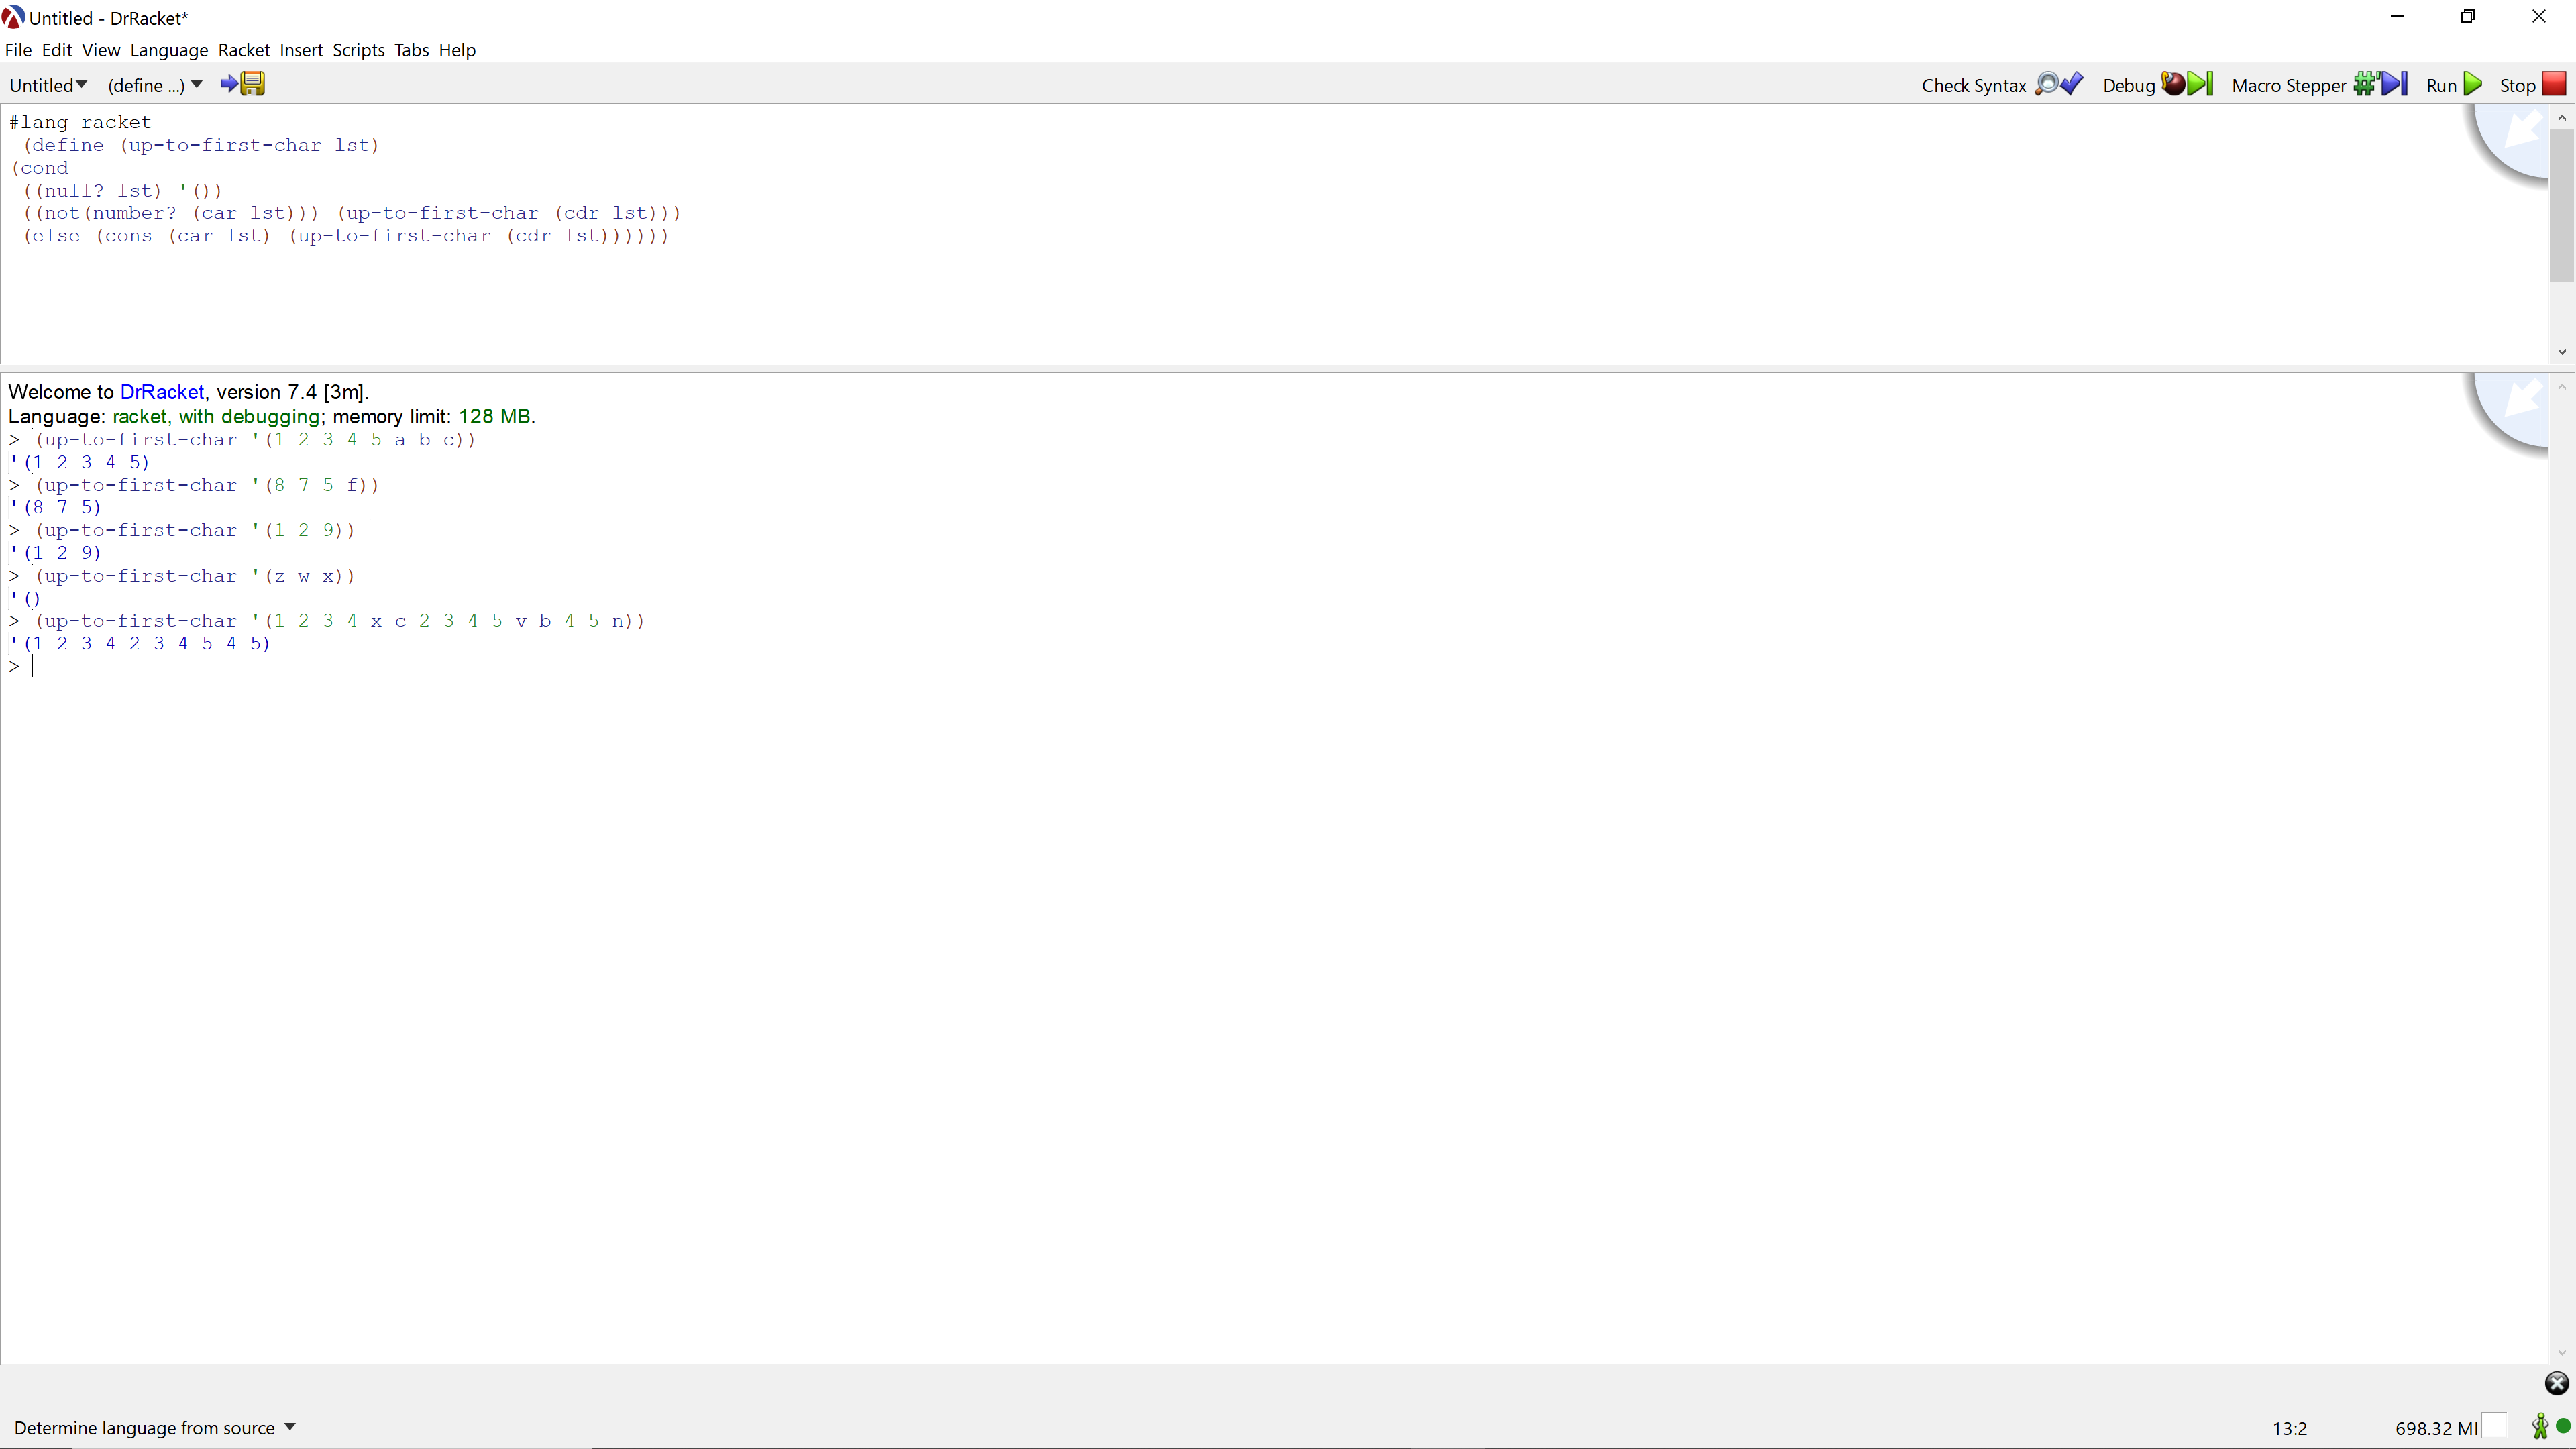 Untitled - DrRacket*
File Edit View Language Racket Insert Scripts Tabs Help
Untitled (define ...) Check Syntax Debug Macro Stepper #' Run Stop
#lang racket
(define (up-to-first-char lst)
(cond
((null? lst) '())
((not(number? (car lst))) (up-to-first-char (cdr lst)))
(else (cons (car lst) (up-to-first-char (cdr lst))))))
Welcome to DrRacket, version 7.4 [3m].
Language: racket, with debugging; memory limit: 128 MB.
> (up-to-first-char '(1 2 3 4 5 a b c))
'(1 2 3 4 5)
> (up-to-first-char '(8 7 5 f))
'(8 7 5)
> (up-to-first-char '(1 2 9))
'(1 2 9)
> (up-to-first-char '(z w x))
'()
> (up-to-first-char '(1 2 3 4 x c 2 3 4 5 v b 4 5 n))
'(1 2 3 4 2 3 4 5 4 5)
>
Determine language from source 13:2 698.32 MI